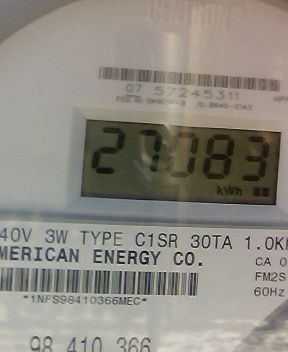 CENTRON
07 57245311
27083
kWh
40V 3W TYPE C1SR 30TA 1.0K
MERICAN ENERGY CO.
CA 0
FM2S
60Hz
*1NFS98410366MEC*
98 410 366